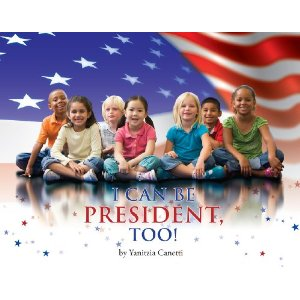 I CAN BE
PRESIDENT,
TOO!
by Yanitzia Canetti